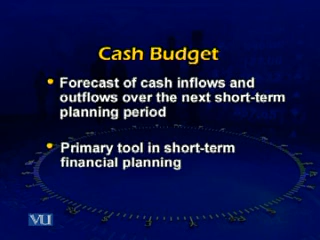 Cash Budget
• Forecast of cash inflows and
outflows over the next short-term
planning period
• Primary tool in short-term
financial planning
VU